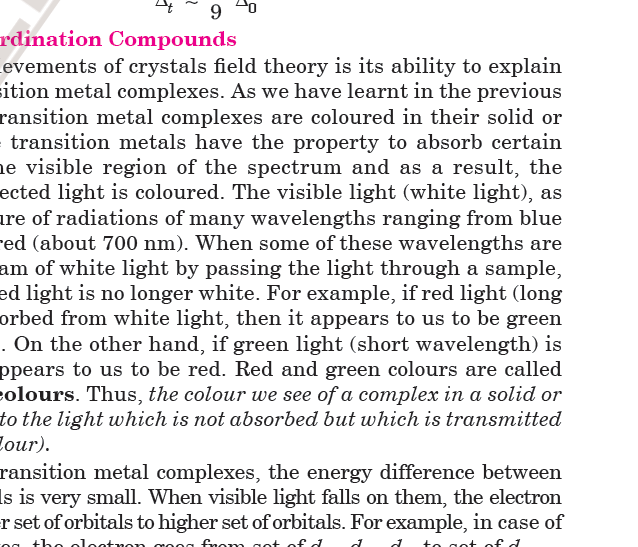 9
rdination Compounds
evements of crystals field theory is its ability to explain
sition metal complexes. As we have learnt in the previous
ransition metal complexes are coloured in their solid or
transition metals have the property to absorb certain
he visible region of the spectrum and as a result, the
ected light is coloured. The visible light (white light), as
ure of radiations of many wavelengths ranging from blue
red (about 700 nm). When some of these wavelengths are
am of white light by passing the light through a sample,
ed light is no longer white. For example, if red light (long
orbed from white light, then it appears to us to be green
. On the other hand, if green light (short wavelength) is
ppears to us to be red. Red and green colours are called
colours. Thus, the colour we see of a complex in a solid or
to the light which is not absorbed but which is transmitted
lour).
ransition metal complexes, the energy difference between
ls is very small. When visible light falls on them, the electron
r set of orbitals to higher set of orbitals. For example, in case of
the electron goes from set of d d d to set of d